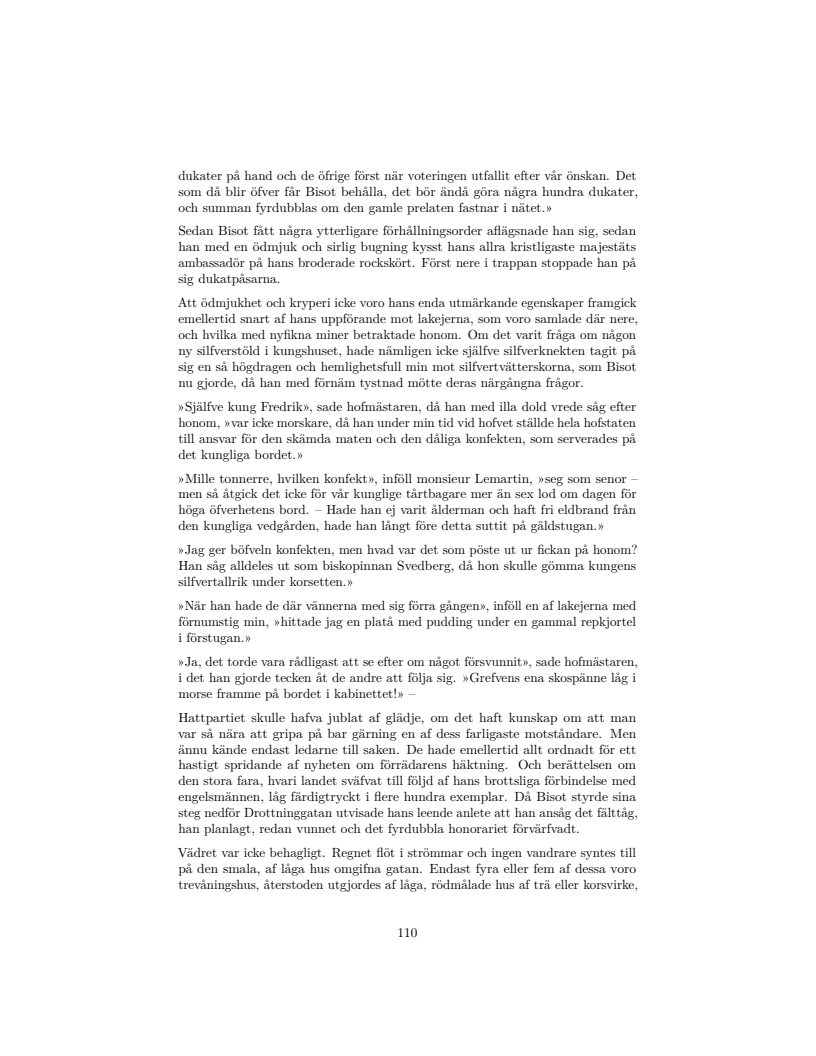 dukater på hand och de öfrige först när voteringen utfallit efter vår önskan. Det
som då blir öfver får Bisot behålla, det bör ändå göra några hundra dukater,
och summan fyrdubblas om den gamle prelaten fastnar i nätet.»
Sedan Bisot fått några ytterligare förhållningsorder aflägsnade han sig, sedan
han med en ödmjuk och sirlig bugning kysst hans allra kristligaste majestäts
ambassadör på hans broderade rockskört. Först nere i trappan stoppade han på
sig dukatpåsarna.
Att ödmjukhet och kryperi icke voro hans enda utmärkande egenskaper framgick
emellertid snart af hans uppförande mot lakejerna, som voro samlade där nere,
och hvilka med nyfikna miner betraktade honom. Om det varit fråga om någon
ny silfverstöld i kungshuset, hade nämligen icke själfve silfverknekten tagit på
sig en så högdragen och hemlighetsfull min mot silfvertvätterskorna, som Bisot
nu gjorde, då han med förnäm tystnad mötte deras närgångna frågor.
»Själfve kung Fredrik», sade hofmästaren, då han med illa dold vrede såg efter
honom, »var icke morskare, då han under min tid vid hofvet ställde hela hofstaten
till ansvar för den skämda maten och den dåliga konfekten, som serverades på
det kungliga bordet.»
»Mille tonnerre, hvilken konfekt», inföll monsieur Lemartin, »seg som senor –
men så åtgick det icke för vår kunglige tårtbagare mer än sex lod om dagen för
höga öfverhetens bord. – Hade han ej varit ålderman och haft fri eldbrand från
den kungliga vedgården, hade han långt före detta suttit på gäldstugan.»
»Jag ger böfveln konfekten, men hvad var det som pöste ut ur fickan på honom?
Han såg alldeles ut som biskopinnan Svedberg, då hon skulle gömma kungens
silfvertallrik under korsetten.»
»När han hade de där vännerna med sig förra gången», inföll en af lakejerna med
förnumstig min, »hittade jag en platå med pudding under en gammal repkjortel
i förstugan.»
»Ja, det torde vara rådligast att se efter om något försvunnit», sade hofmästaren,
i det han gjorde tecken åt de andre att följa sig. »Grefvens ena skospänne låg i
morse framme på bordet i kabinettet!» –
Hattpartiet skulle hafva jublat af glädje, om det haft kunskap om att man
var så nära att gripa på bar gärning en af dess farligaste motståndare. Men
ännu kände endast ledarne till saken. De hade emellertid allt ordnadt för ett
hastigt spridande af nyheten om förrädarens häktning. Och berättelsen om
den stora fara, hvari landet sväfvat till följd af hans brottsliga förbindelse med
engelsmännen, låg färdigtryckt i flere hundra exemplar. Då Bisot styrde sina
steg nedför Drottninggatan utvisade hans leende anlete att han ansåg det fälttåg,
han planlagt, redan vunnet och det fyrdubbla honorariet förvärfvadt.
Vädret var icke behagligt. Regnet flöt i strömmar och ingen vandrare syntes till
på den smala, af låga hus omgifna gatan. Endast fyra eller fem af dessa voro
trevåningshus, återstoden utgjordes af låga, rödmålade hus af trä eller korsvirke,
110